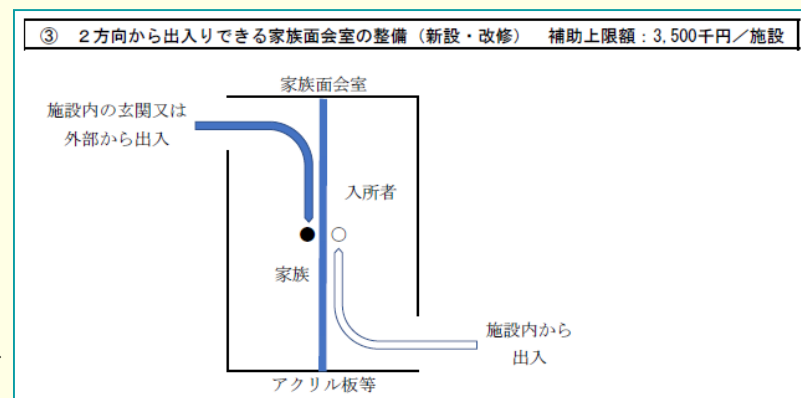 ③ 2方向から出入りできる家族面会室の整備（新設・改修） 補助上限額：3,500千円／施設
家族面会室
施設内の玄関又は
外部から出入
入所者
家族
施設内から
出入
アクリル板等